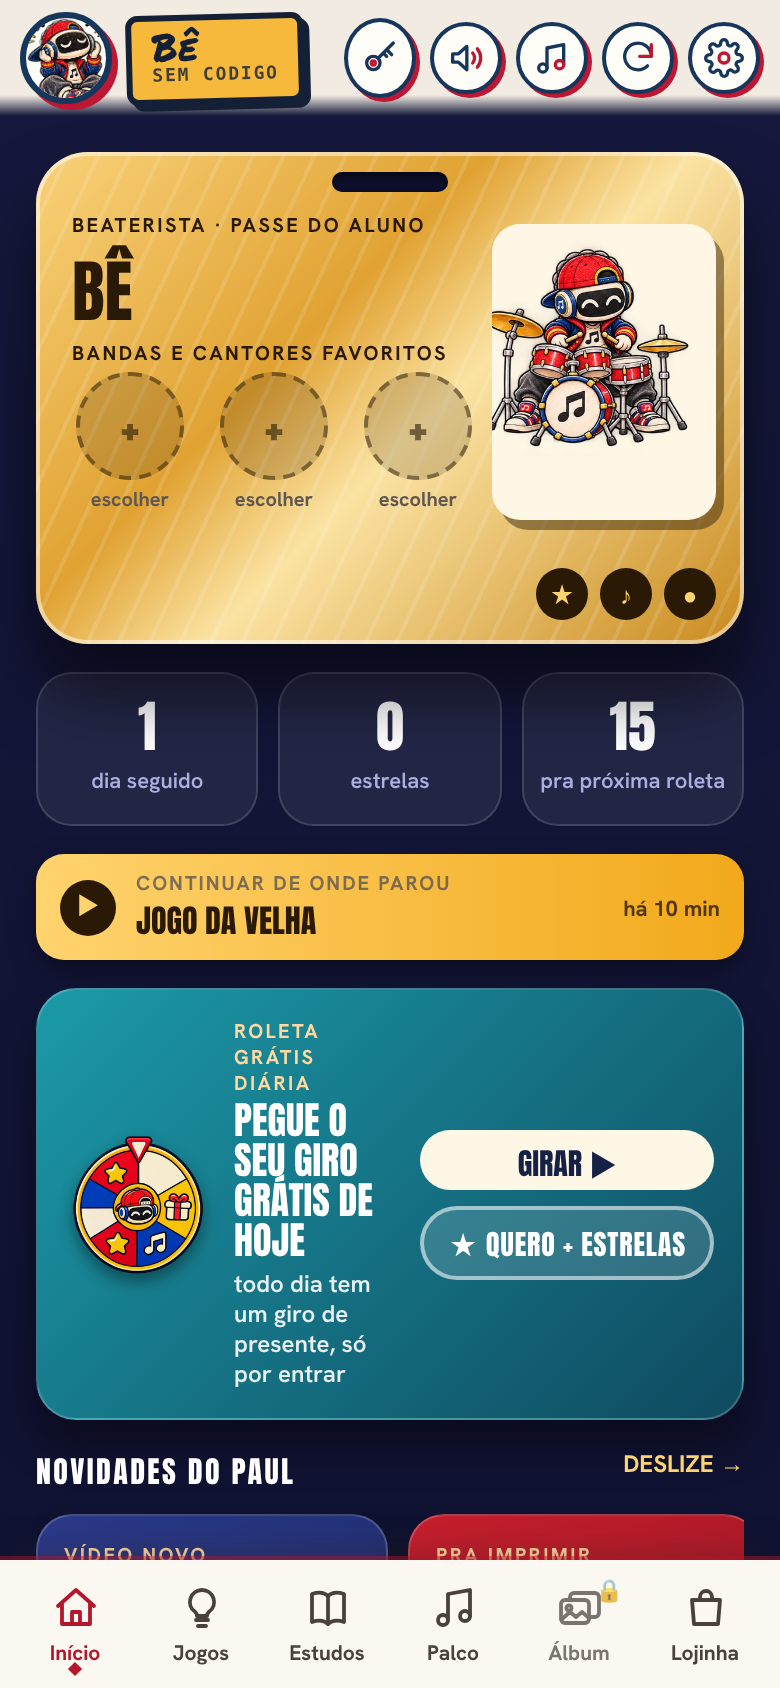 BÊ
SEM CODIGO
BEATERISTA · PASSE DO ALUNO
BÊ
BANDAS E CANTORES FAVORITOS
+ + +
escolher escolher escolher
1 0 15
dia seguido estrelas pra próxima roleta
CONTINUAR DE ONDE PAROU
JOGO DA VELHA
há 10 min
ROLETA
GRÁTIS
DIÁRIA
PEGUE O
SEU GIRO
GRÁTIS DE
HOJE
todo dia tem
um giro de
presente, só
por entrar
GIRAR ▶
★ QUERO + ESTRELAS
NOVIDADES DO PAUL
DESLIZE →
VÍDEO NOVO
PRA IMPRIMIR
Início Jogos Estudos Palco Álbum Lojinha